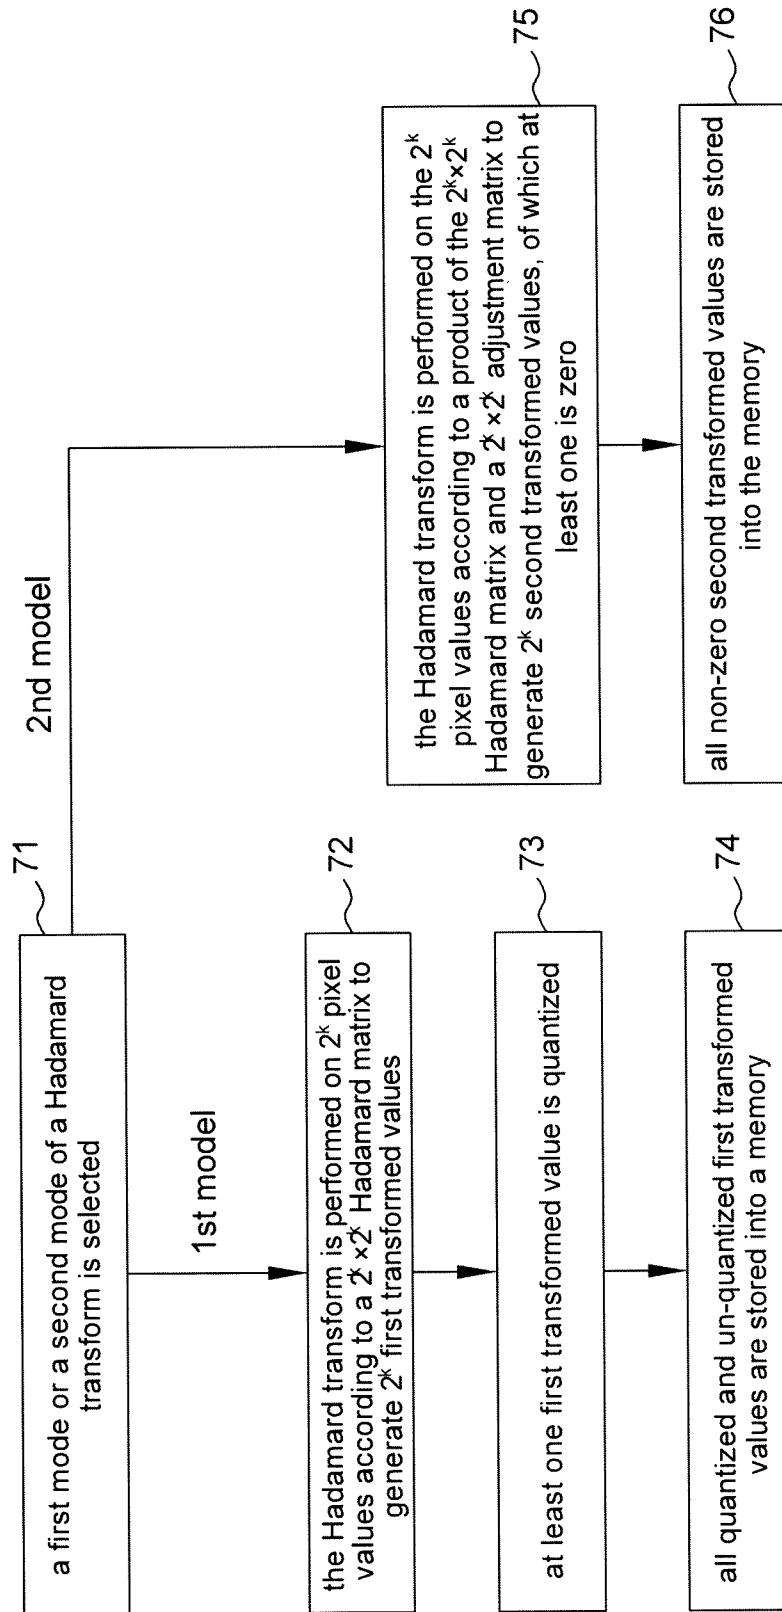 a first mode or a second mode of a Hadamard
transform is selected
71
1st model
2nd model
the Hadamard transform is performed on 2^k pixel
values according to a 2^k×2^k Hadamard matrix to
generate 2^k first transformed values
72
at least one first transformed value is quantized
73
all quantized and un-quantized first transformed
values are stored into a memory
74
the Hadamard transform is performed on the 2^k
pixel values according to a product of the 2^k×2^k
Hadamard matrix and a 2^k×2^k adjustment matrix to
generate 2^k second transformed values, of which at
least one is zero
75
all non-zero second transformed values are stored
into the memory
76